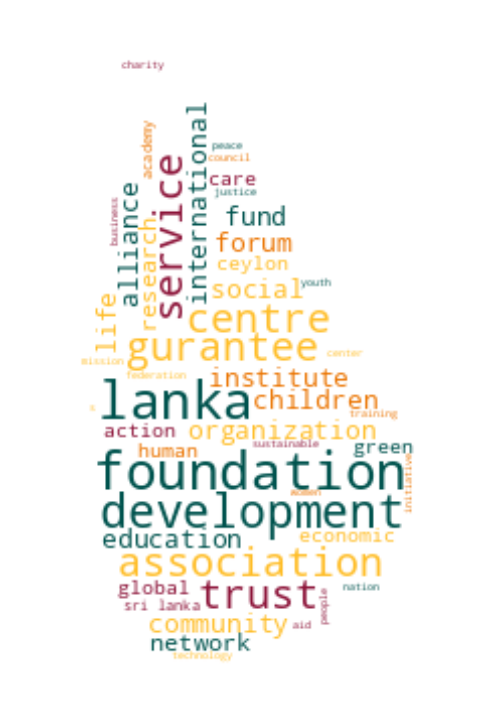 charity
academy
international
peace
council
service
care
justice
alliance
business
research
fund
forum
ceylon
life
social
youth
centre
gurantee
mission
center
federation
institute
lanka
children
s
training
action
organization
human
sustainable
green
foundation
initiative
women
development
education
economic
association
global
trust
nation
sri lanka
people
community
aid
network
technology